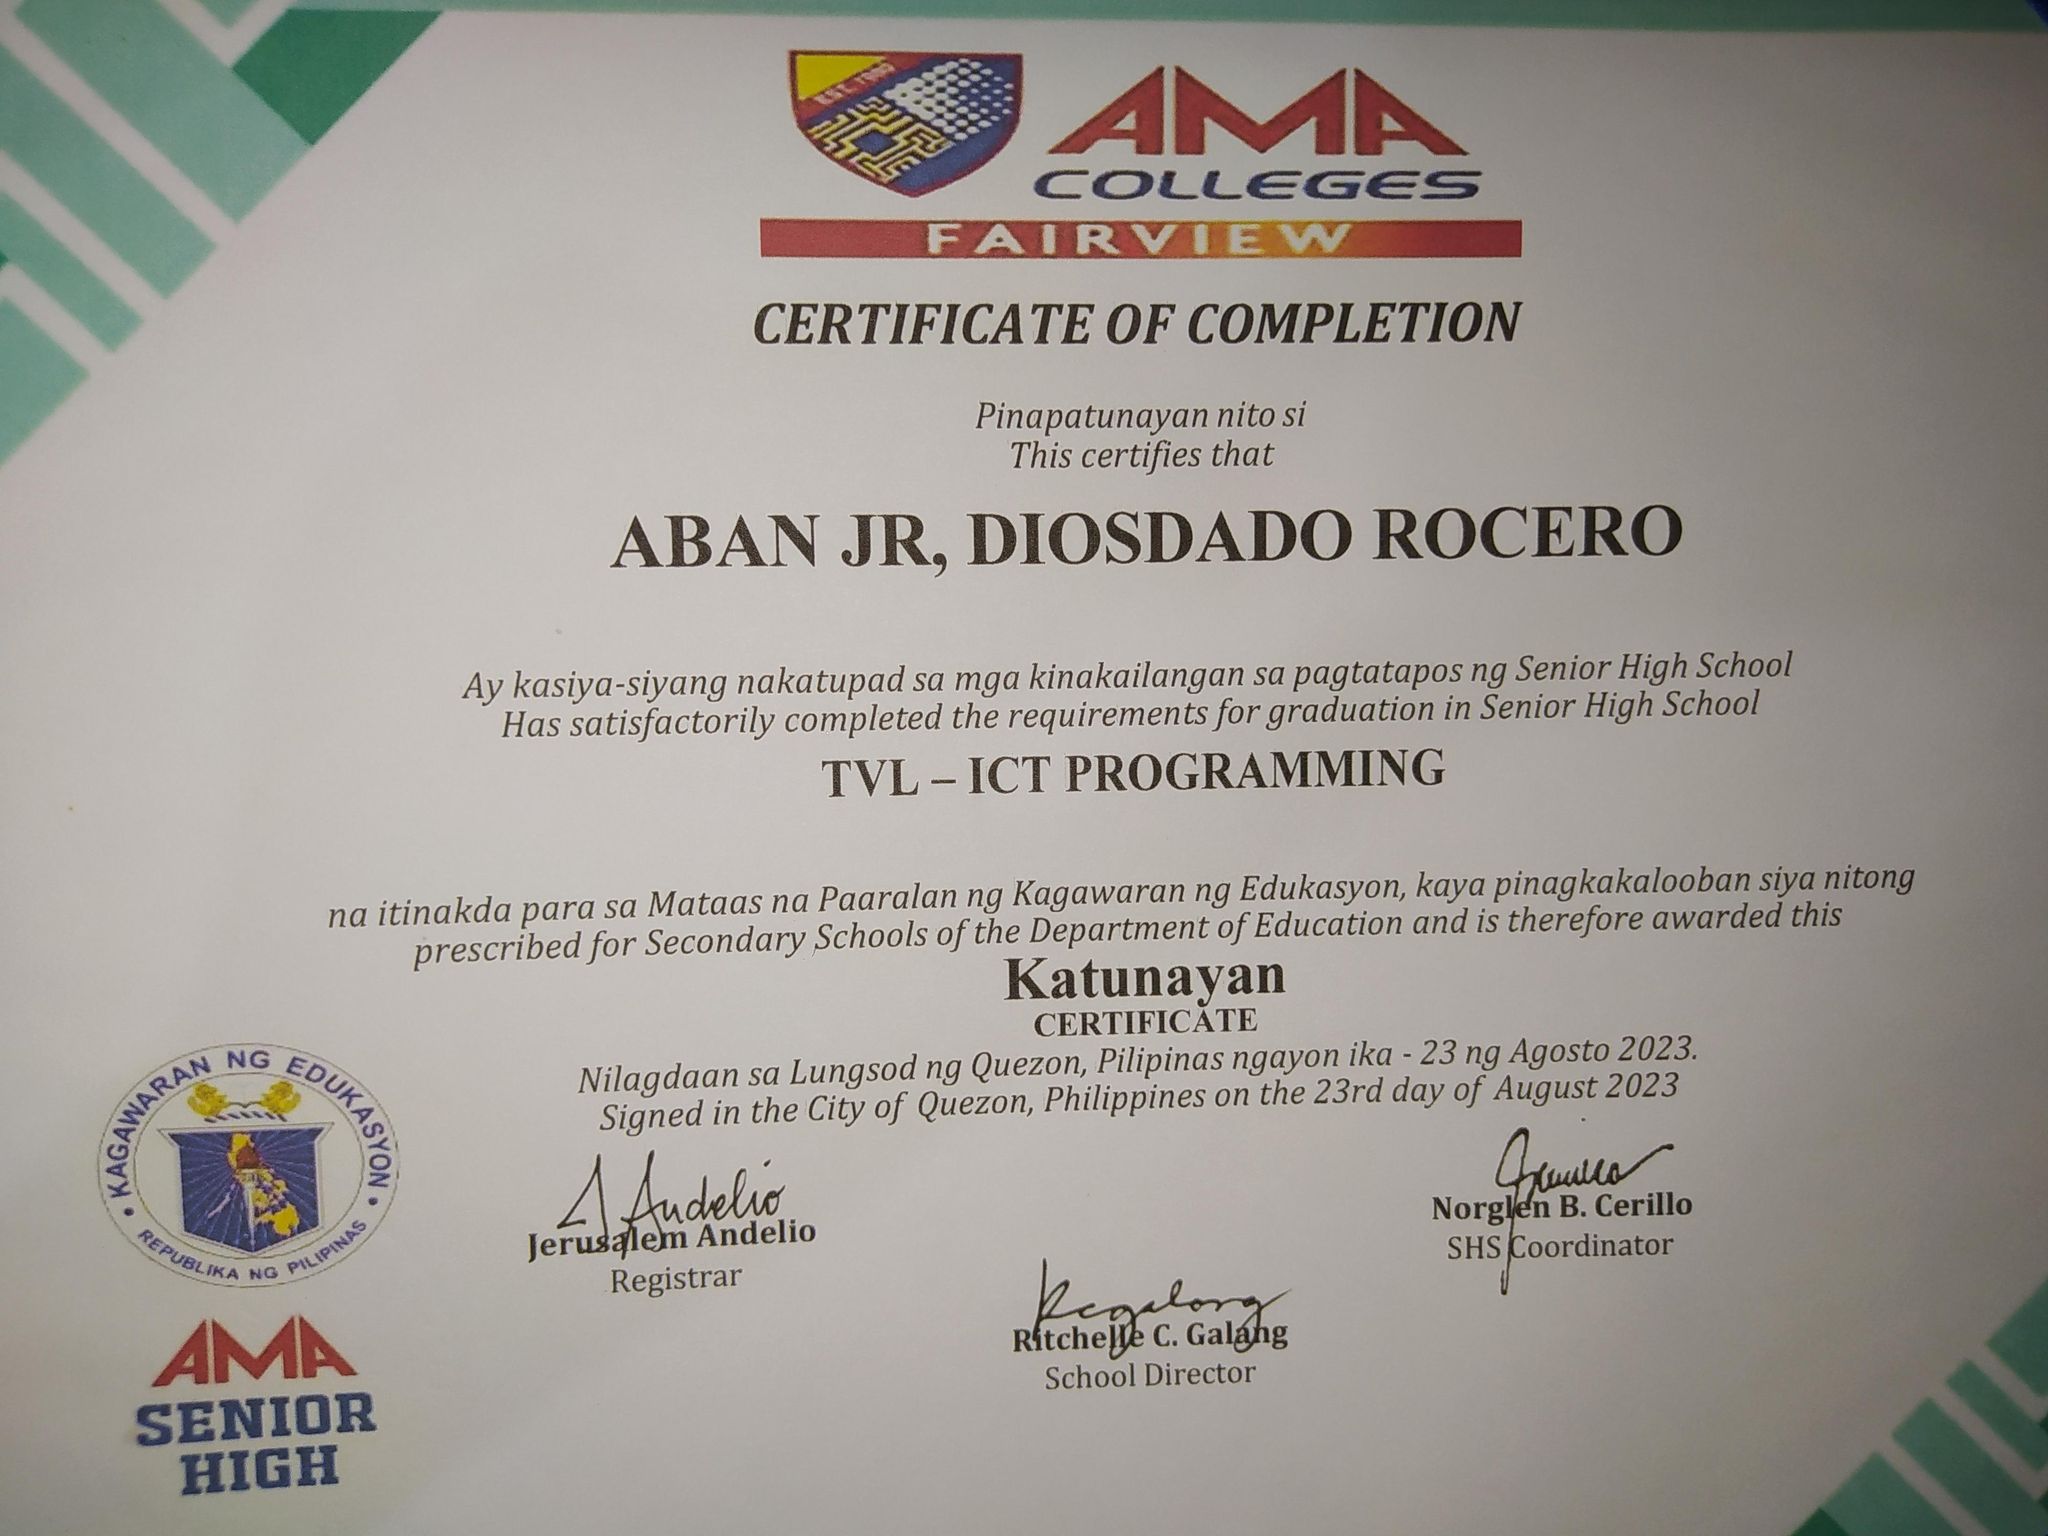 EST. 1980
AMA
COLLEGES
FAIRVIEW
CERTIFICATE OF COMPLETION
Pinapatunayan nito si
This certifies that
ABAN JR, DIOSDADO ROCERO
Ay kasiya-siyang nakatupad sa mga kinakailangan sa pagtatapos ng Senior High School
Has satisfactorily completed the requirements for graduation in Senior High School
TVL – ICT PROGRAMMING
na itinakda para sa Mataas na Paaralan ng Kagawaran ng Edukasyon, kaya pinagkakalooban siya nitong
prescribed for Secondary Schools of the Department of Education and is therefore awarded this
Katunayan
CERTIFICATE
Nilagdaan sa Lungsod ng Quezon, Pilipinas ngayon ika - 23 ng Agosto 2023.
Signed in the City of Quezon, Philippines on the 23rd day of August 2023
KAGAWARAN NG EDUKASYON
REPUBLIKA NG PILIPINAS
J Andelio
Jerusalem Andelio
Registrar
Norglen B. Cerillo
SHS Coordinator
Rcgalang
Ritchelle C. Galang
School Director
AMA
SENIOR
HIGH